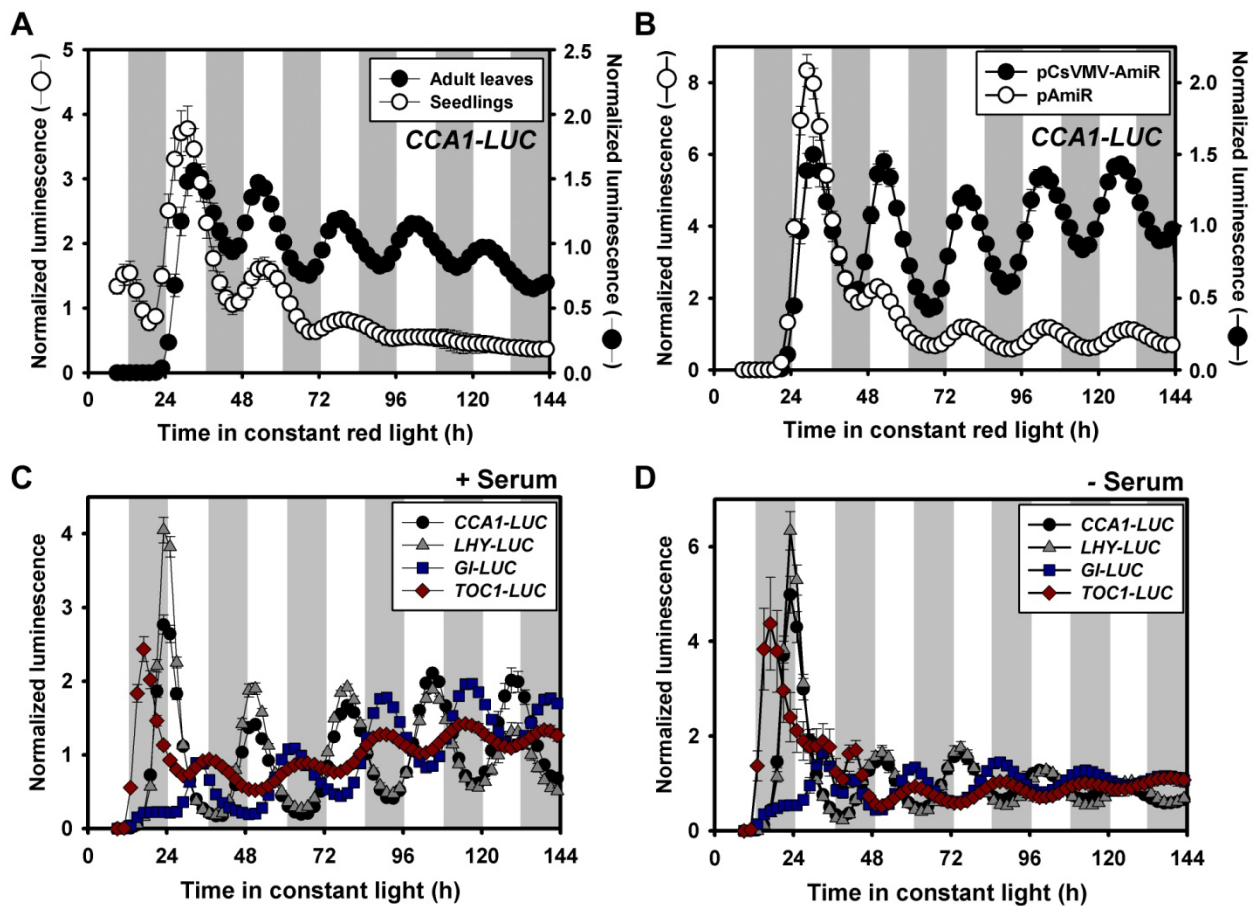 A
Normalized luminescence (—○—)
5
4
3
2
1
0
2.5
2.0
1.5
1.0
0.5
0.0
Normalized luminescence (—●—)
Adult leaves
Seedlings
CCA1-LUC
0 24 48 72 96 120 144
Time in constant red light (h)
B
Normalized luminescence (—○—)
8
6
4
2
0
2.0
1.5
1.0
0.5
0.0
Normalized luminescence (—●—)
pCsVMV-AmiR
pAmiR
CCA1-LUC
0 24 48 72 96 120 144
Time in constant red light (h)
C
+ Serum
Normalized luminescence
4
3
2
1
0
CCA1-LUC
LHY-LUC
GI-LUC
TOC1-LUC
0 24 48 72 96 120 144
Time in constant light (h)
D
- Serum
Normalized luminescence
6
4
2
0
CCA1-LUC
LHY-LUC
GI-LUC
TOC1-LUC
0 24 48 72 96 120 144
Time in constant light (h)